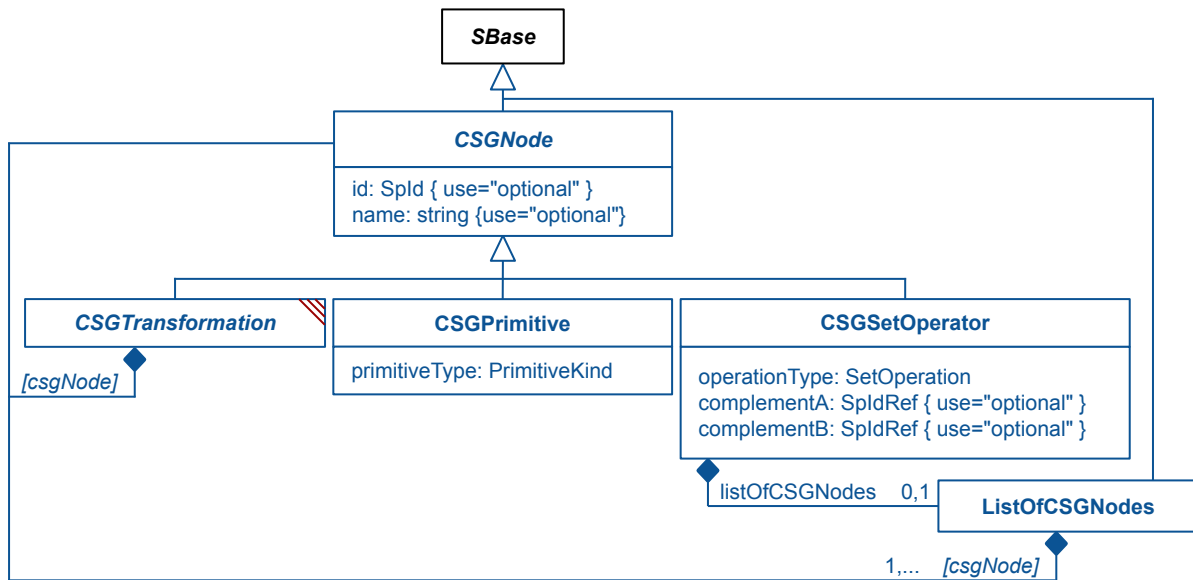 SBase
CSGNode
id: SpId { use="optional" }
name: string {use="optional"}
CSGTransformation
CSGPrimitive
CSGSetOperator
primitiveType: PrimitiveKind
operationType: SetOperation
complementA: SpIdRef { use="optional" }
complementB: SpIdRef { use="optional" }
[csgNode]
listOfCSGNodes 0,1
ListOfCSGNodes
1,... [csgNode]